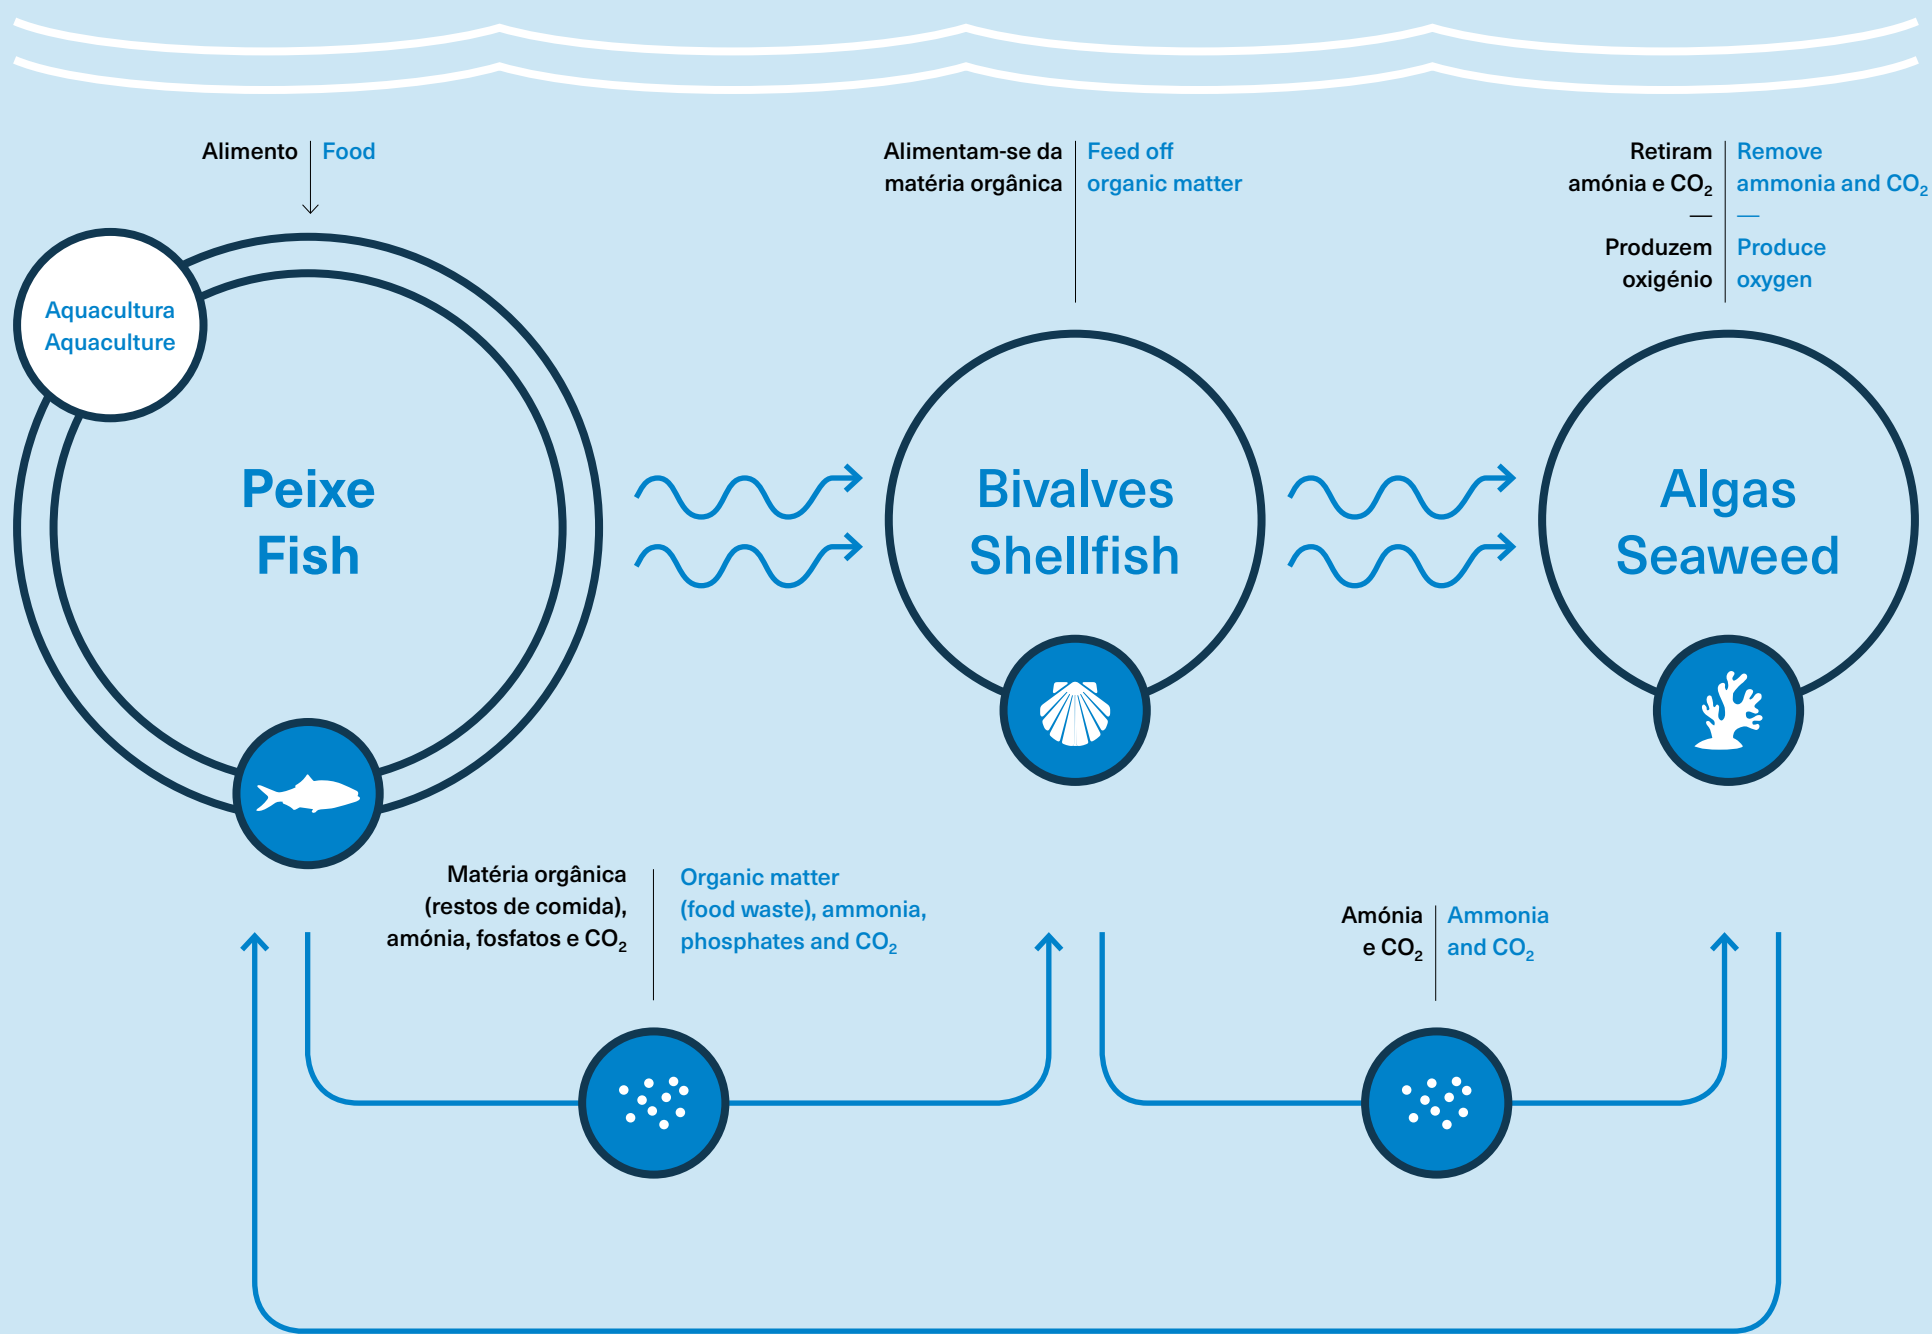 Alimento
Food
Alimentam-se da
matéria orgânica
Feed off
organic matter
Retiram
amónia e CO₂
—
Produzem
oxigénio
Remove
ammonia and CO₂
—
Produce
oxygen
Aquacultura
Aquaculture
Peixe
Fish
Bivalves
Shellfish
Algas
Seaweed
Matéria orgânica
(restos de comida),
amónia, fosfatos e CO₂
Organic matter
(food waste), ammonia,
phosphates and CO₂
Amónia
e CO₂
Ammonia
and CO₂